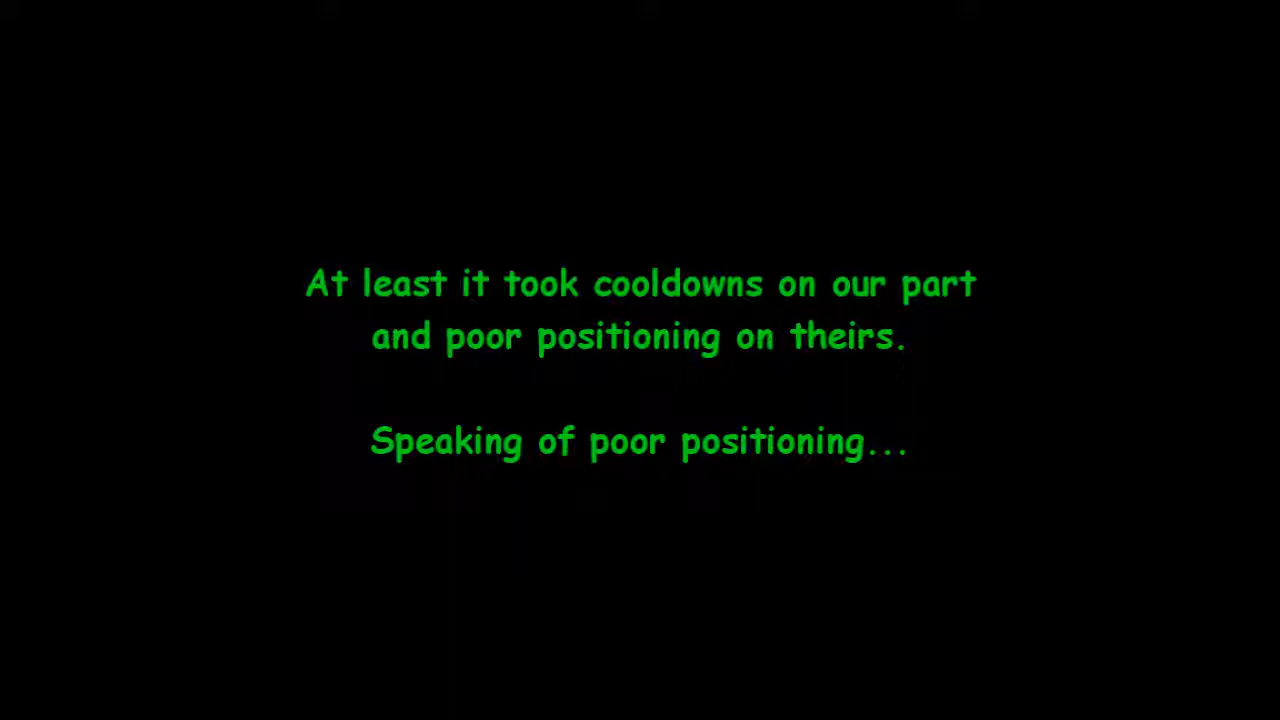 At least it took cooldowns on our part
and poor positioning on theirs.
Speaking of poor positioning...